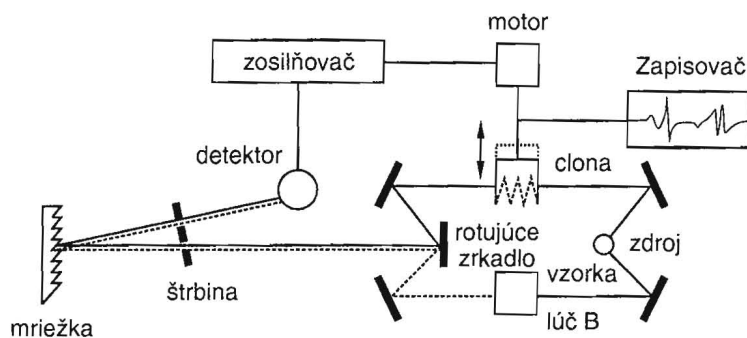 motor
zosilňovač
Zapisovač
detektor
clona
rotujúce
zrkadlo
zdroj
vzorka
štrbina
lúč B
mriežka